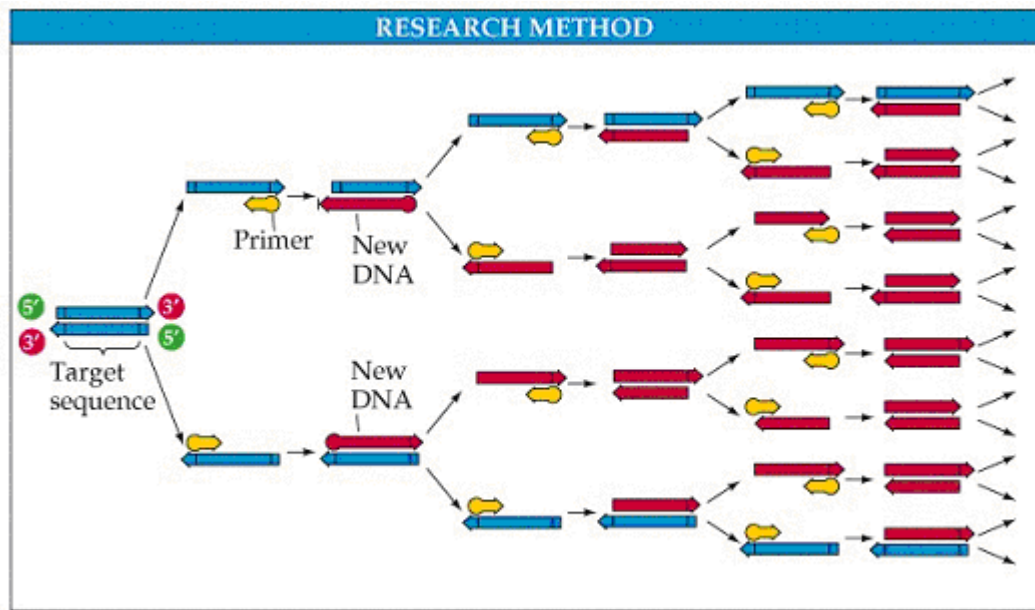 RESEARCH METHOD
Primer
New
DNA
5′
3′
3′
5′
Target
sequence
New
DNA